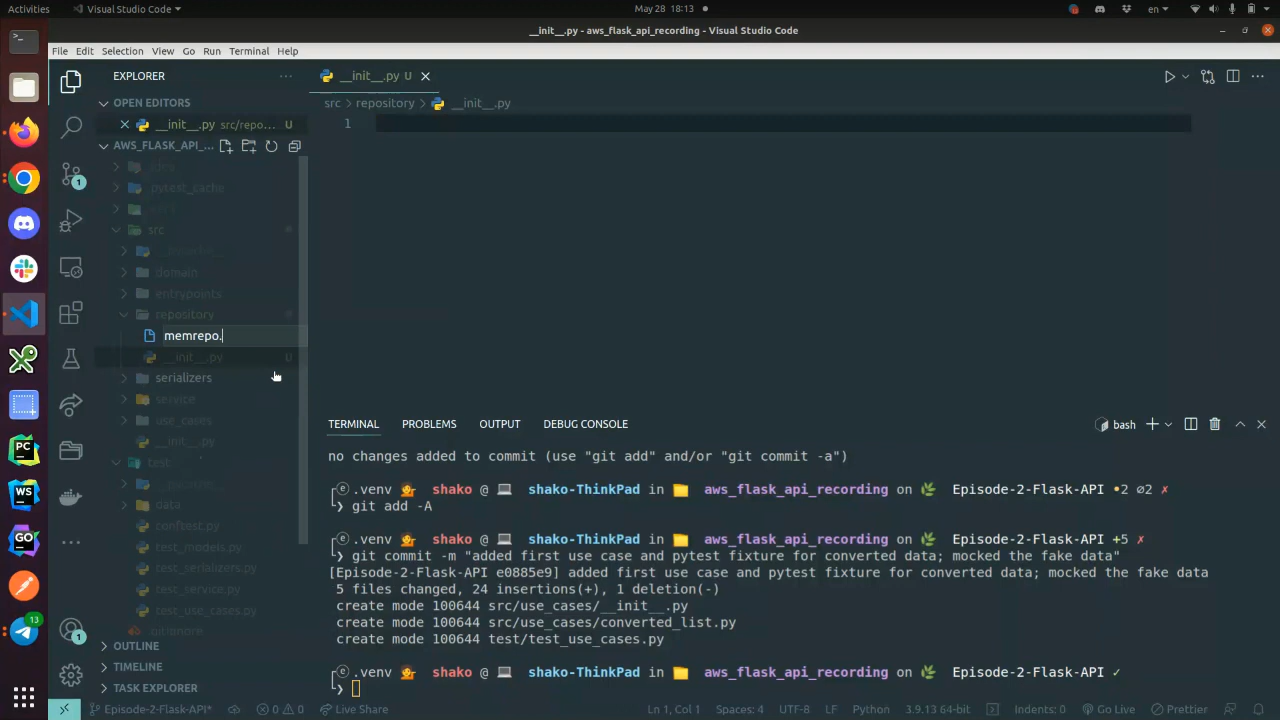 Activities
Visual Studio Code
May 28 18:13
en
__init__.py - aws_flask_api_recording - Visual Studio Code
File Edit Selection View Go Run Terminal Help
EXPLORER
OPEN EDITORS
__init__.py src/repo... U
AWS_FLASK_API_...
.pytest_cache
src
domain
entrypoints
repository
memrepo.
__init__.py U
serializers
service
use_cases
__init__.py
test
data
conftest.py
test_models.py
test_serializers.py
test_service.py
test_use_cases.py
.gitignore
OUTLINE
TIMELINE
TASK EXPLORER
__init__.py U
src > repository > __init__.py
1
TERMINAL PROBLEMS OUTPUT DEBUG CONSOLE
bash
no changes added to commit (use "git add" and/or "git commit -a")
.venv shako @ shako-ThinkPad in aws_flask_api_recording on Episode-2-Flask-API •2 ∅2 ✗
❯ git add -A
.venv shako @ shako-ThinkPad in aws_flask_api_recording on Episode-2-Flask-API +5 ✗
❯ git commit -m "added first use case and pytest fixture for converted data; mocked the fake data"
[Episode-2-Flask-API e0885e9] added first use case and pytest fixture for converted data; mocked the fake data
5 files changed, 24 insertions(+), 1 deletion(-)
create mode 100644 src/use_cases/__init__.py
create mode 100644 src/use_cases/converted_list.py
create mode 100644 test/test_use_cases.py
.venv shako @ shako-ThinkPad in aws_flask_api_recording on Episode-2-Flask-API ✓
❯
1
PC
WS
GO
13
1
Episode-2-Flask-API* 0 0 Live Share Ln 1, Col 1 Spaces: 4 UTF-8 LF Python 3.9.13 64-bit Indents: 0 Go Live Prettier